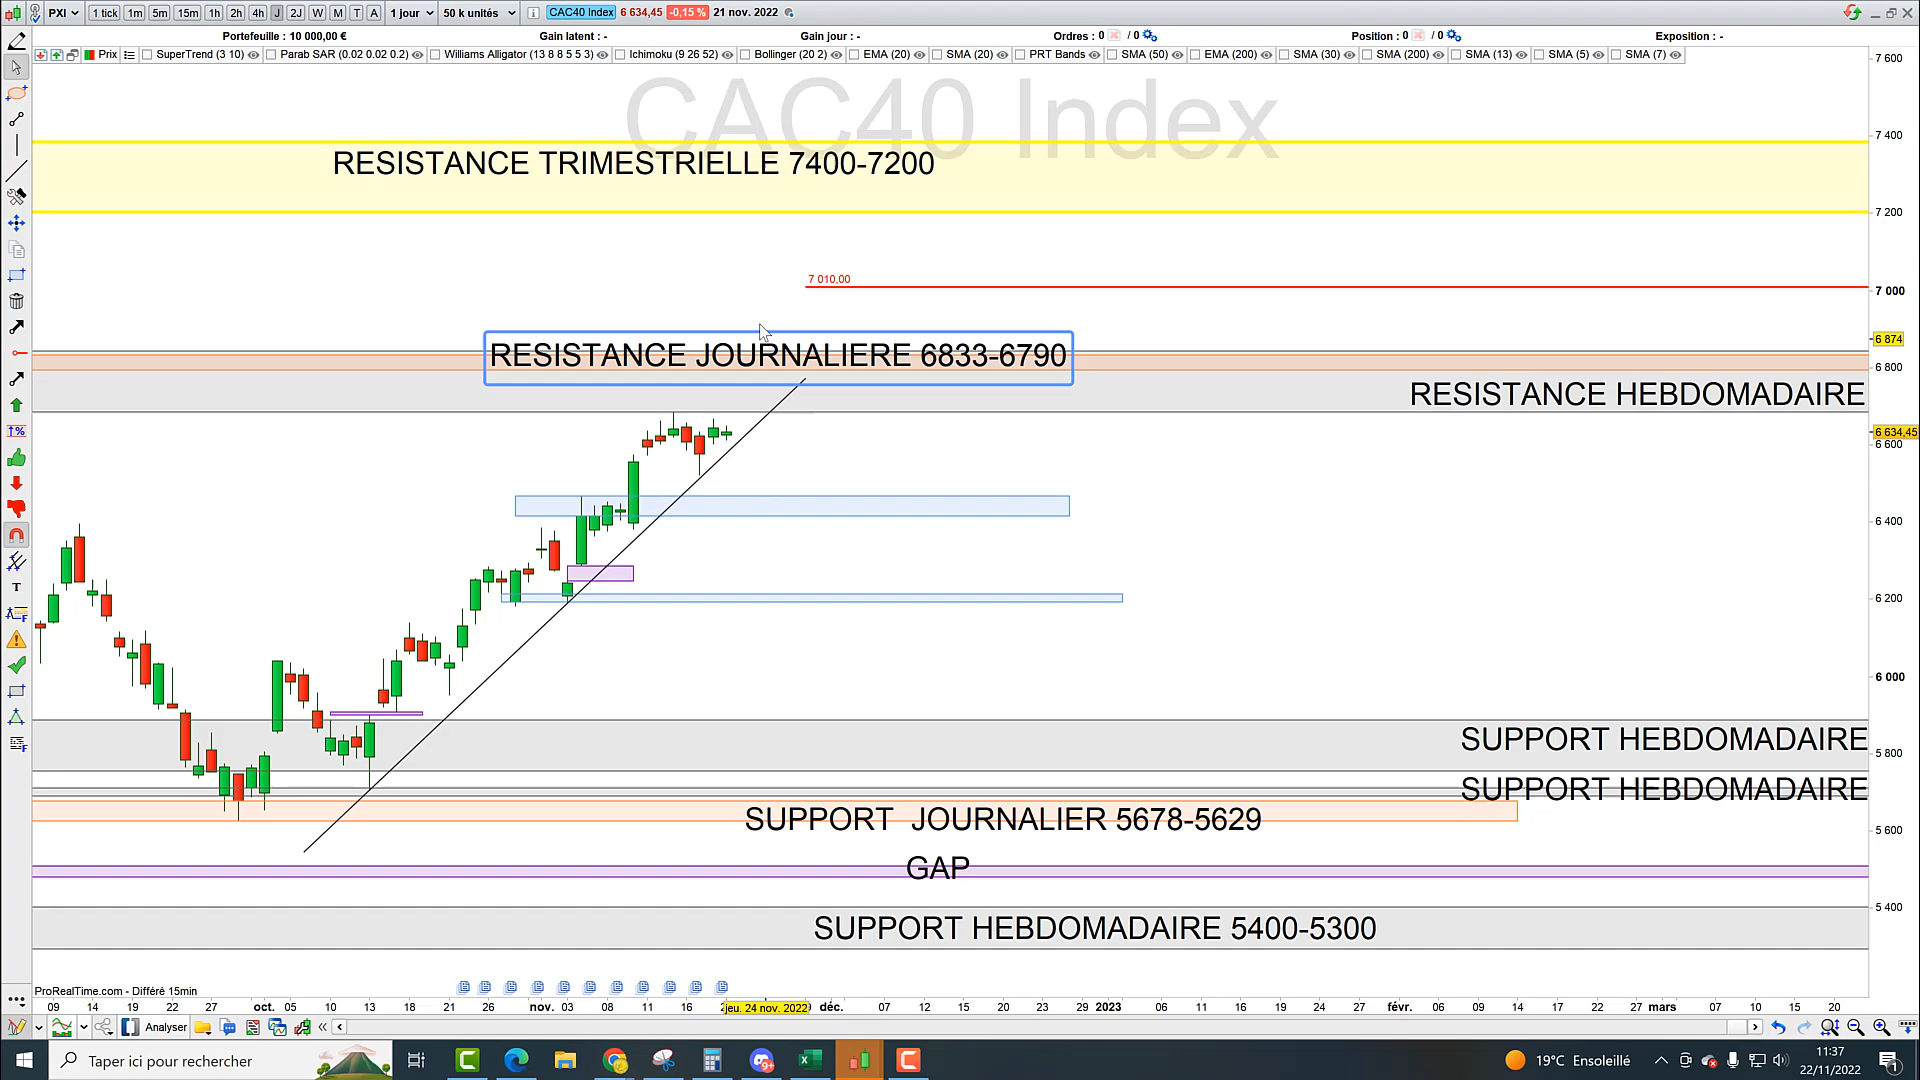 PXI 1 tick 1m 5m 15m 1h 2h 4h J 2J W M T A 1 jour 50 k unités CAC40 Index 6 634,45 -0,15 % 21 nov. 2022
Portefeuille : 10 000,00 € Gain latent : - Gain jour : - Ordres : 0 / 0 Position : 0 / 0 Exposition : -
Prix SuperTrend (3 10) Parab SAR (0.02 0.02 0.2) Williams Alligator (13 8 8 5 5 3) Ichimoku (9 26 52) Bollinger (20 2) EMA (20) SMA (20) PRT Bands SMA (50) EMA (200) SMA (30) SMA (200) SMA (13) SMA (5) SMA (7)
7 600
CAC40 Index
7 400
RESISTANCE TRIMESTRIELLE 7400-7200
7 200
7 010,00
7 000
6 874
RESISTANCE JOURNALIERE 6833-6790
6 800
RESISTANCE HEBDOMADAIRE
6 634,45
6 600
6 400
6 200
6 000
SUPPORT HEBDOMADAIRE
5 800
SUPPORT HEBDOMADAIRE
SUPPORT JOURNALIER 5678-5629
5 600
GAP
5 400
SUPPORT HEBDOMADAIRE 5400-5300
ProRealTime.com - Différé 15min
09 14 19 22 27 oct. 05 10 13 18 21 26 nov. 03 08 11 16 jeu. 24 nov. 2022 déc. 07 12 15 20 23 29 2023 06 11 16 19 24 27 févr. 06 09 14 17 22 27 mars 07 10 15 20
Analyser
Taper ici pour rechercher
9+
19°C Ensoleillé
11:37
22/11/2022
1